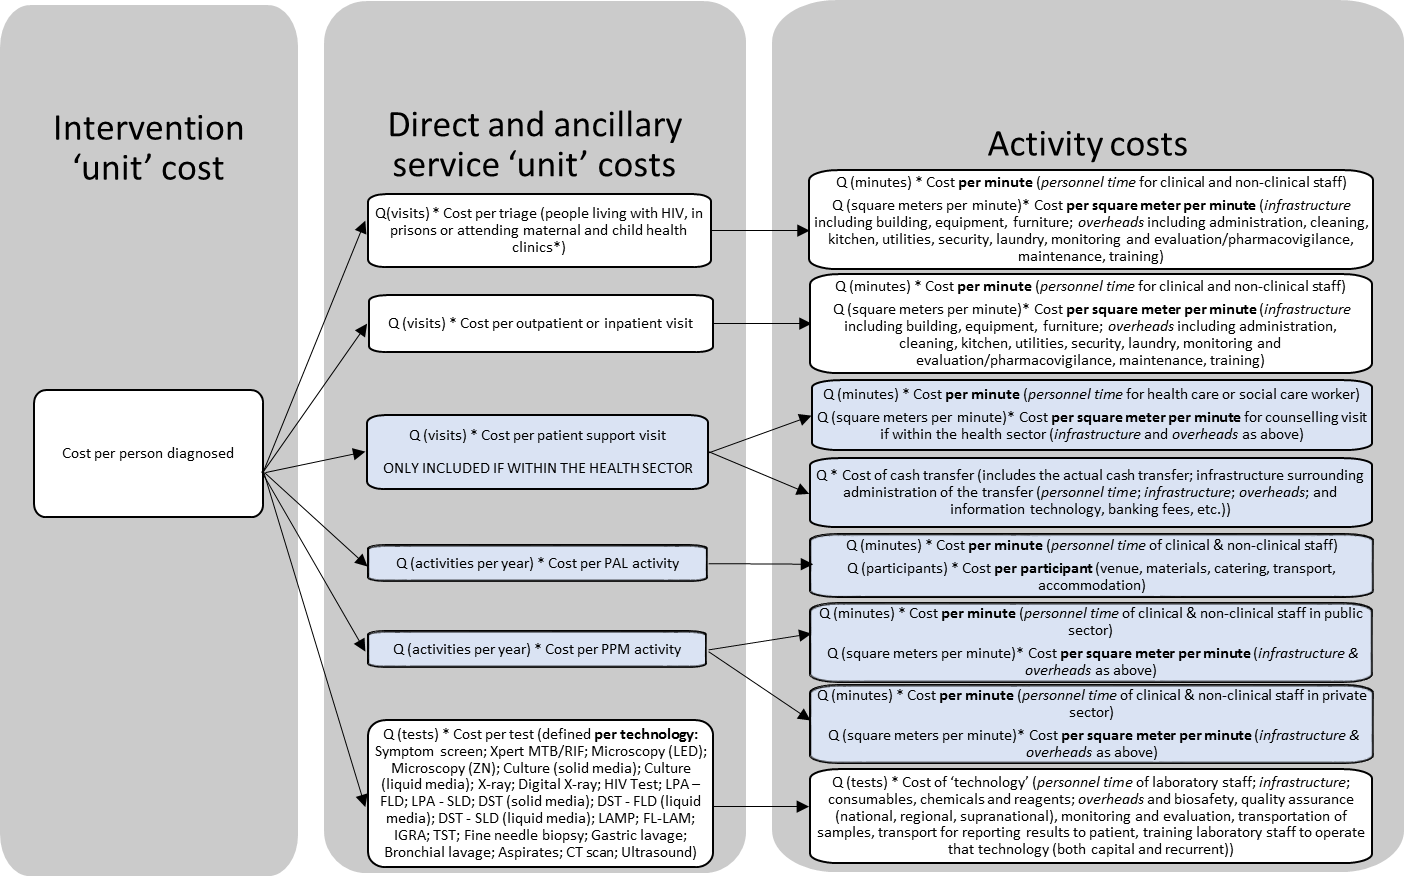 Intervention
‘unit’ cost
Cost per person diagnosed
Direct and ancillary
service ‘unit’ costs
Q(visits) * Cost per triage (people living with HIV, in
prisons or attending maternal and child health
clinics*)
Q (visits) * Cost per outpatient or inpatient visit
Q (visits) * Cost per patient support visit
ONLY INCLUDED IF WITHIN THE HEALTH SECTOR
Q (activities per year) * Cost per PAL activity
Q (activities per year) * Cost per PPM activity
Q (tests) * Cost per test (defined per technology:
Symptom screen; Xpert MTB/RIF; Microscopy (LED);
Microscopy (ZN); Culture (solid media); Culture
(liquid media); X-ray; Digital X-ray; HIV Test; LPA –
FLD; LPA - SLD; DST (solid media); DST - FLD (liquid
media); DST - SLD (liquid media); LAMP; FL-LAM;
IGRA; TST; Fine needle biopsy; Gastric lavage;
Bronchial lavage; Aspirates; CT scan; Ultrasound)
Activity costs
Q (minutes) * Cost per minute (personnel time for clinical and non-clinical staff)
Q (square meters per minute)* Cost per square meter per minute (infrastructure
including building, equipment, furniture; overheads including administration, cleaning,
kitchen, utilities, security, laundry, monitoring and evaluation/pharmacovigilance,
maintenance, training)
Q (minutes) * Cost per minute (personnel time for clinical and non-clinical staff)
Q (square meters per minute)* Cost per square meter per minute (infrastructure
including building, equipment, furniture; overheads including administration,
cleaning, kitchen, utilities, security, laundry, monitoring and
evaluation/pharmacovigilance, maintenance, training)
Q (minutes) * Cost per minute (personnel time for health care or social care worker)
Q (square meters per minute)* Cost per square meter per minute for counselling visit
if within the health sector (infrastructure and overheads as above)
Q * Cost of cash transfer (includes the actual cash transfer; infrastructure surrounding
administration of the transfer (personnel time; infrastructure; overheads; and
information technology, banking fees, etc.))
Q (minutes) * Cost per minute (personnel time of clinical & non-clinical staff)
Q (participants) * Cost per participant (venue, materials, catering, transport,
accommodation)
Q (minutes) * Cost per minute (personnel time of clinical & non-clinical staff in public
sector)
Q (square meters per minute)* Cost per square meter per minute (infrastructure &
overheads as above)
Q (minutes) * Cost per minute (personnel time of clinical & non-clinical staff in private
sector)
Q (square meters per minute)* Cost per square meter per minute (infrastructure &
overheads as above)
Q (tests) * Cost of ‘technology’ (personnel time of laboratory staff; infrastructure;
consumables, chemicals and reagents; overheads and biosafety, quality assurance
(national, regional, supranational), monitoring and evaluation, transportation of
samples, transport for reporting results to patient, training laboratory staff to operate
that technology (both capital and recurrent))